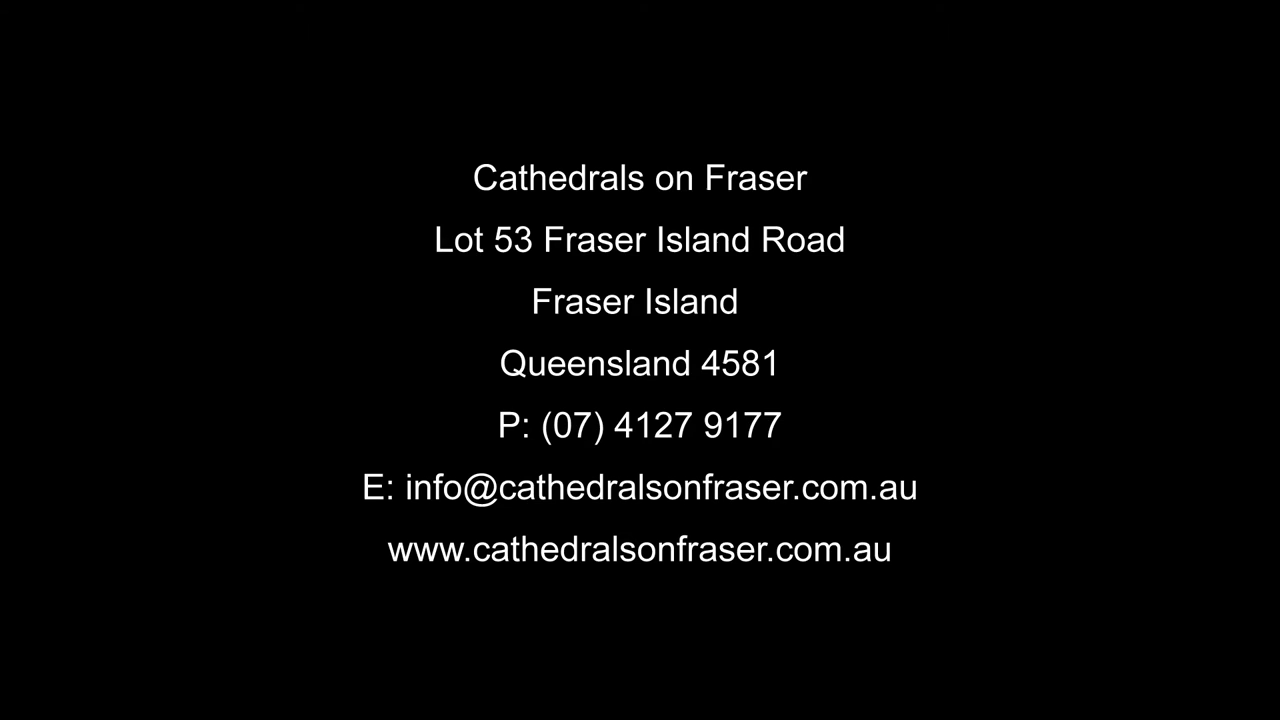 Cathedrals on Fraser
Lot 53 Fraser Island Road
Fraser Island
Queensland 4581
P: (07) 4127 9177
E: info@cathedralsonfraser.com.au
www.cathedralsonfraser.com.au